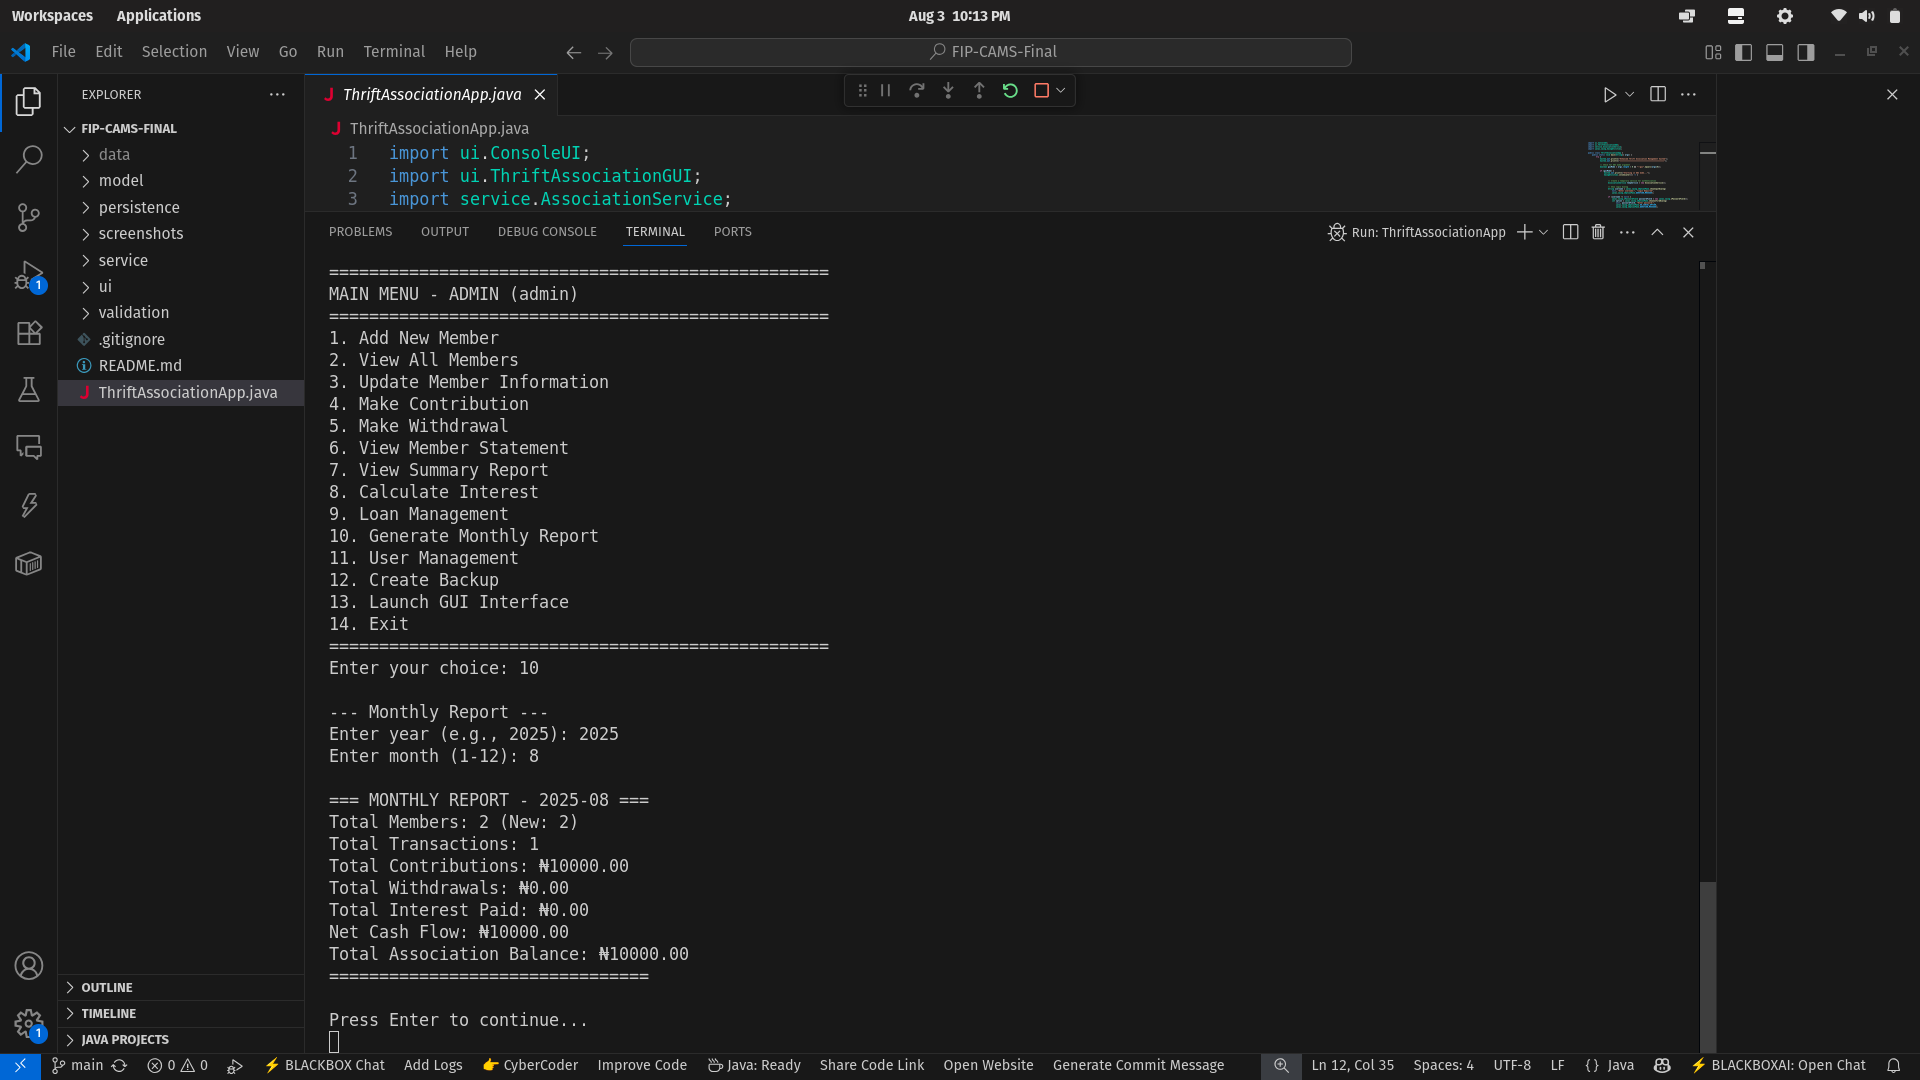 Workspaces Applications Aug 3 10:13 PM
File Edit Selection View Go Run Terminal Help FIP-CAMS-Final
EXPLORER
FIP-CAMS-FINAL
data
model
persistence
screenshots
service
ui
validation
.gitignore
README.md
ThriftAssociationApp.java
OUTLINE
TIMELINE
JAVA PROJECTS
ThriftAssociationApp.java
ThriftAssociationApp.java
1 import ui.ConsoleUI;
2 import ui.ThriftAssociationGUI;
3 import service.AssociationService;
PROBLEMS OUTPUT DEBUG CONSOLE TERMINAL PORTS Run: ThriftAssociationApp
==================================================
MAIN MENU - ADMIN (admin)
==================================================
1. Add New Member
2. View All Members
3. Update Member Information
4. Make Contribution
5. Make Withdrawal
6. View Member Statement
7. View Summary Report
8. Calculate Interest
9. Loan Management
10. Generate Monthly Report
11. User Management
12. Create Backup
13. Launch GUI Interface
14. Exit
==================================================
Enter your choice: 10
--- Monthly Report ---
Enter year (e.g., 2025): 2025
Enter month (1-12): 8
=== MONTHLY REPORT - 2025-08 ===
Total Members: 2 (New: 2)
Total Transactions: 1
Total Contributions: ₦10000.00
Total Withdrawals: ₦0.00
Total Interest Paid: ₦0.00
Net Cash Flow: ₦10000.00
Total Association Balance: ₦10000.00
================================
Press Enter to continue...
1
1
main 0 0 BLACKBOX Chat Add Logs CyberCoder Improve Code Java: Ready Share Code Link Open Website Generate Commit Message Ln 12, Col 35 Spaces: 4 UTF-8 LF {} Java BLACKBOXAI: Open Chat